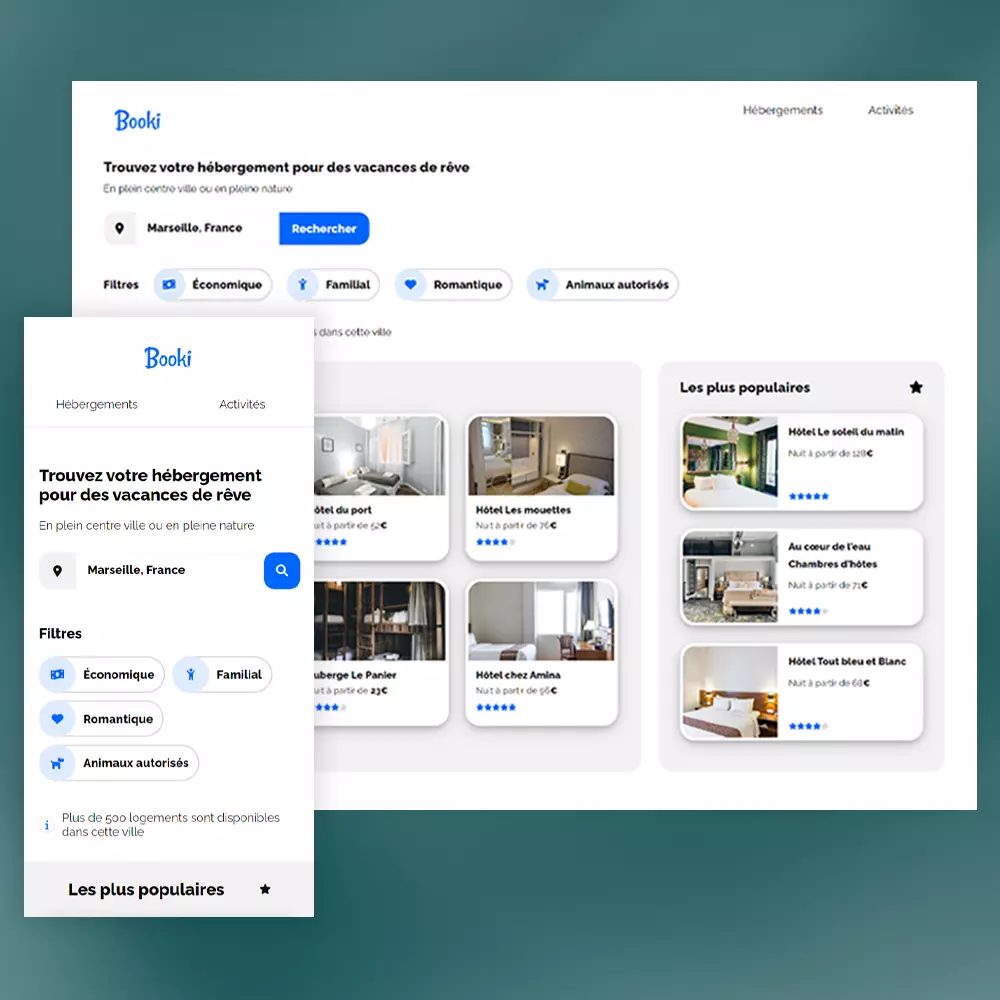 Booki
Hébergements
Activités
Trouvez votre hébergement pour des vacances de rêve
En plein centre ville ou en pleine nature
Marseille, France
Rechercher
Filtres
Économique
Familial
Romantique
Animaux autorisés
dans cette ville
ôtel du port
uit à partir de 52€
Hôtel Les mouettes
Nuit à partir de 76€
uberge Le Panier
uit à partir de 23€
Hôtel chez Amina
Nuit à partir de 96€
Les plus populaires
Hôtel Le soleil du matin
Nuit à partir de 128€
Au cœur de l'eau
Chambres d'hôtes
Nuit à partir de 71€
Hôtel Tout bleu et Blanc
Nuit à partir de 68€
Booki
Hébergements
Activités
Trouvez votre hébergement
pour des vacances de rêve
En plein centre ville ou en pleine nature
Marseille, France
Filtres
Économique
Familial
Romantique
Animaux autorisés
Plus de 500 logements sont disponibles
dans cette ville
Les plus populaires